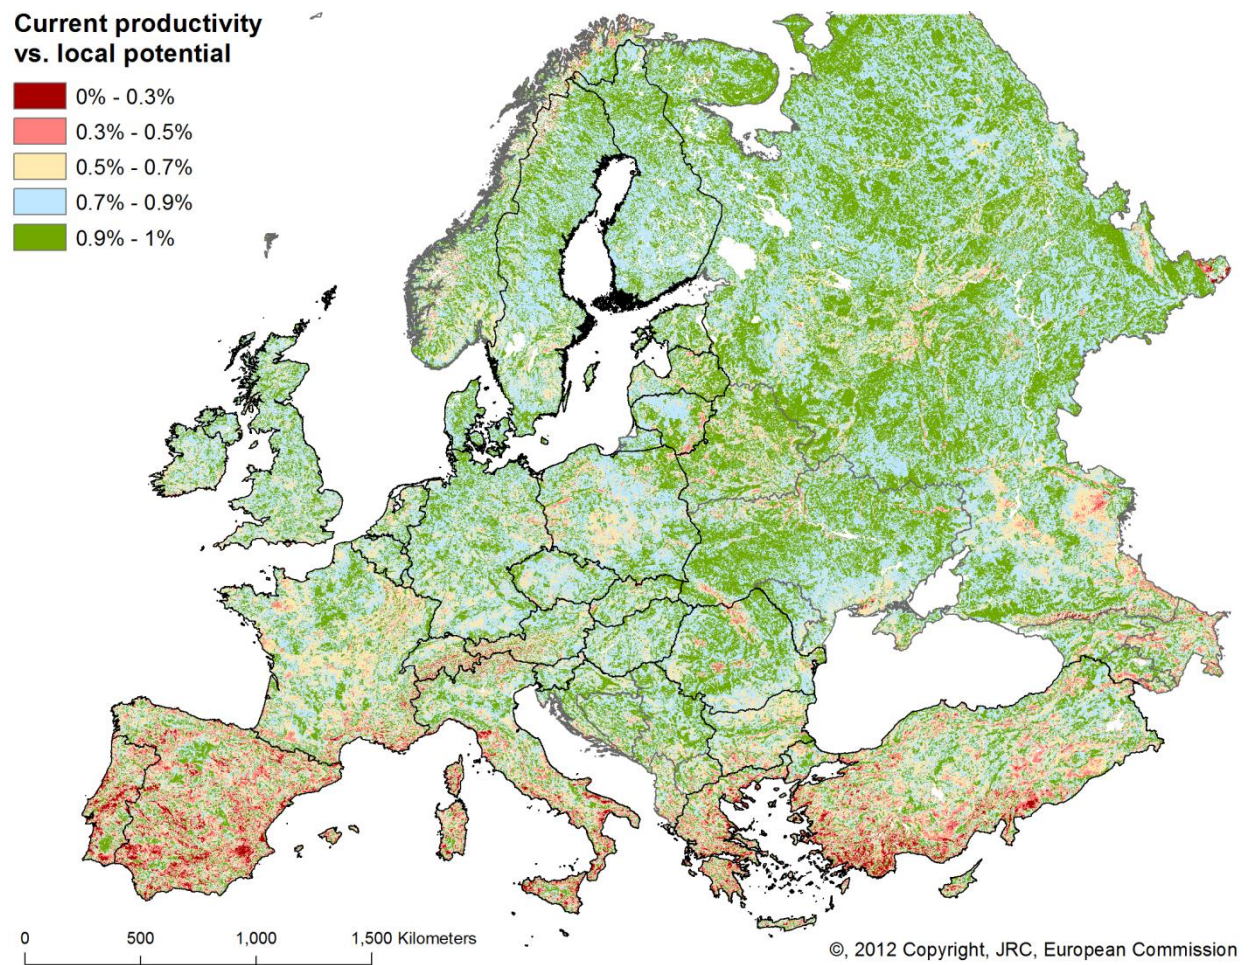 Current productivity
vs. local potential
0% - 0.3%
0.3% - 0.5%
0.5% - 0.7%
0.7% - 0.9%
0.9% - 1%
0 500 1,000 1,500 Kilometers
©, 2012 Copyright, JRC, European Commission